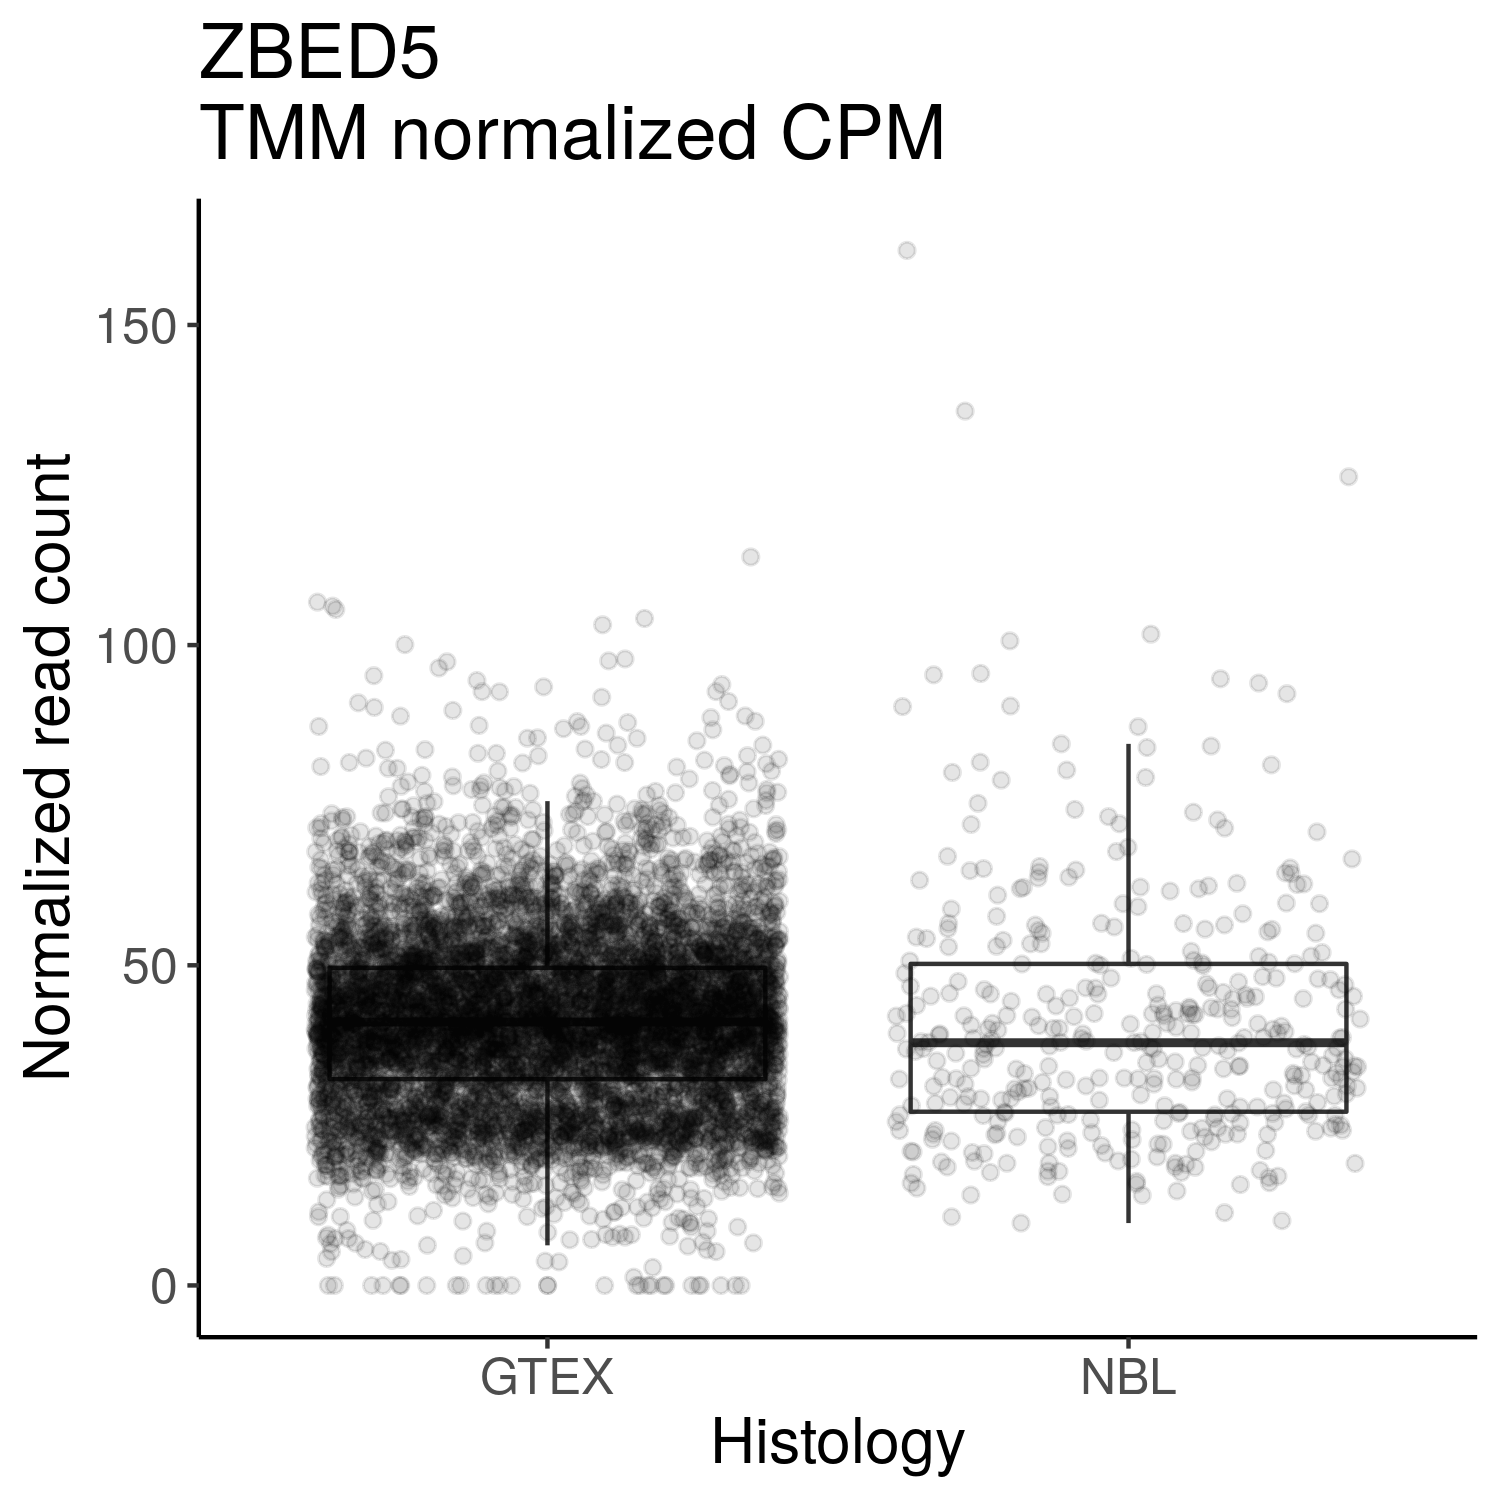 ZBED5
TMM normalized CPM
Normalized read count
150
100
50
0
GTEX
NBL
Histology